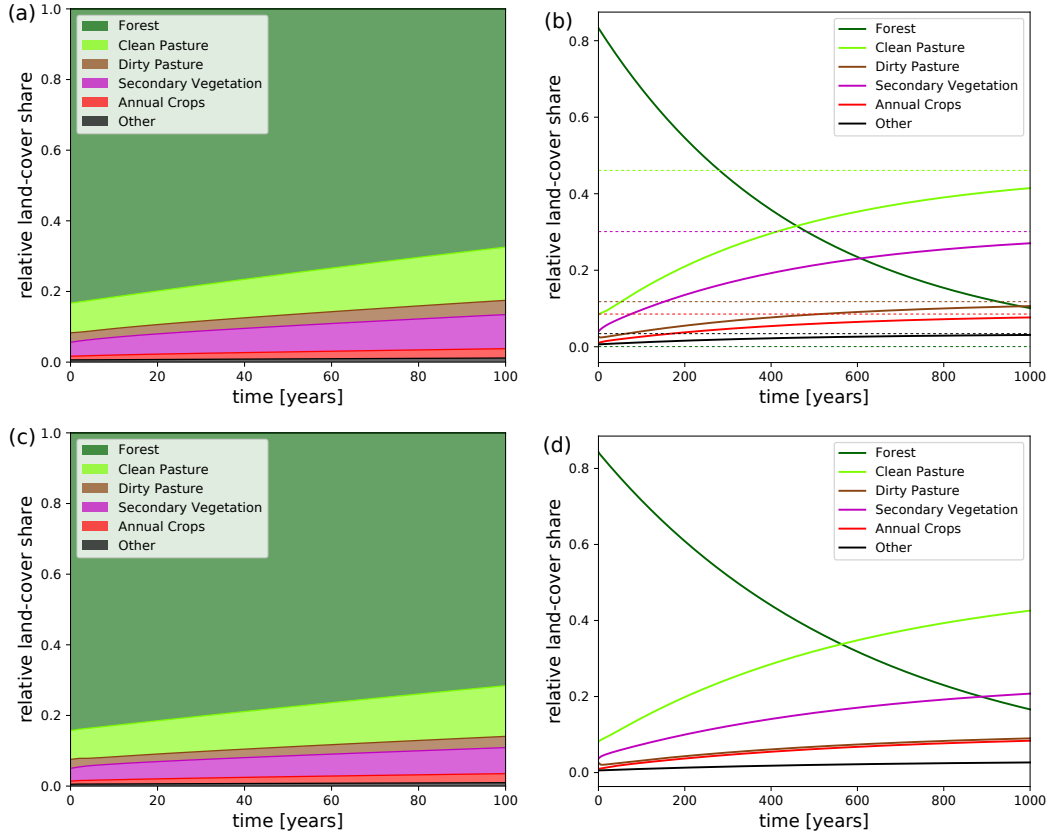 (a)
1.0
0.8
0.6
0.4
0.2
0.0
relative land-cover share
Forest
Clean Pasture
Dirty Pasture
Secondary Vegetation
Annual Crops
Other
0 20 40 60 80 100
time [years]
(b)
0.8
0.6
0.4
0.2
0.0
relative land-cover share
Forest
Clean Pasture
Dirty Pasture
Secondary Vegetation
Annual Crops
Other
0 200 400 600 800 1000
time [years]
(c)
1.0
0.8
0.6
0.4
0.2
0.0
relative land-cover share
Forest
Clean Pasture
Dirty Pasture
Secondary Vegetation
Annual Crops
Other
0 20 40 60 80 100
time [years]
(d)
0.8
0.6
0.4
0.2
0.0
relative land-cover share
Forest
Clean Pasture
Dirty Pasture
Secondary Vegetation
Annual Crops
Other
0 200 400 600 800 1000
time [years]